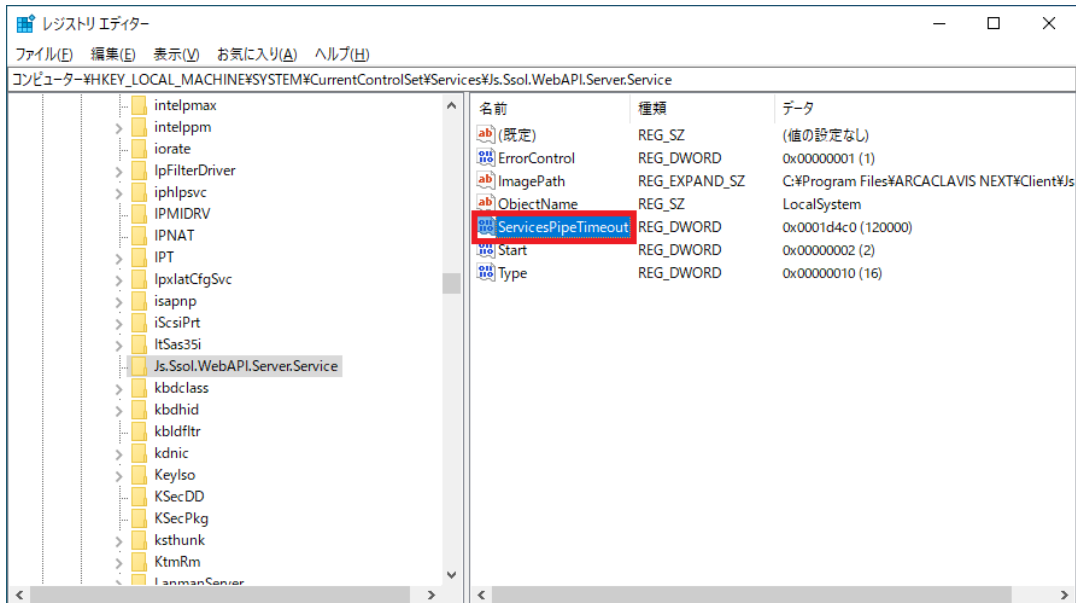 レジストリ エディター
ファイル(F) 編集(E) 表示(V) お気に入り(A) ヘルプ(H)
コンピューター¥HKEY_LOCAL_MACHINE¥SYSTEM¥CurrentControlSet¥Services¥Js.Ssol.WebAPI.Server.Service
intelpmax
intelppm
iorate
IpFilterDriver
iphlpsvc
IPMIDRV
IPNAT
IPT
IpxlatCfgSvc
isapnp
iScsiPrt
ItSas35i
Js.Ssol.WebAPI.Server.Service
kbdclass
kbdhid
kbldfltr
kdnic
KeyIso
KSecDD
KSecPkg
ksthunk
KtmRm
LanmanServer
名前 種類 データ
(既定) REG_SZ (値の設定なし)
ErrorControl REG_DWORD 0x00000001 (1)
ImagePath REG_EXPAND_SZ C:¥Program Files¥ARCACLAVIS NEXT¥Client¥Js
ObjectName REG_SZ LocalSystem
ServicesPipeTimeout REG_DWORD 0x0001d4c0 (120000)
Start REG_DWORD 0x00000002 (2)
Type REG_DWORD 0x00000010 (16)